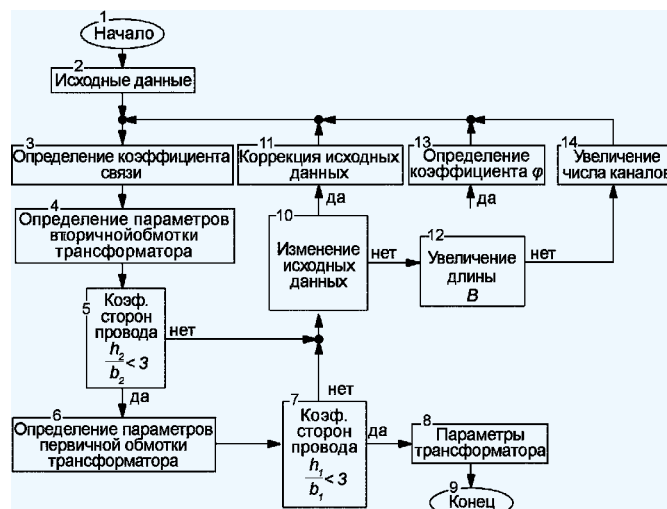 1
Начало
2
Исходные данные
3
Определение коэффициента
связи
11
Коррекция исходных
данных
13
Определение
коэффициента φ
14
Увеличение
числа каналов
да
да
4
Определение параметров
вторичнойобмотки
трансформатора
10
Изменение
исходных
данных
нет
12
Увеличение
длины
B
нет
5
Коэф.
сторон
провода
h2
b2 < 3
нет
да
нет
6
Определение параметров
первичной обмотки
трансформатора
7
Коэф.
сторон
провода
h1
b1 < 3
да
8
Параметры
трансформатора
9
Конец